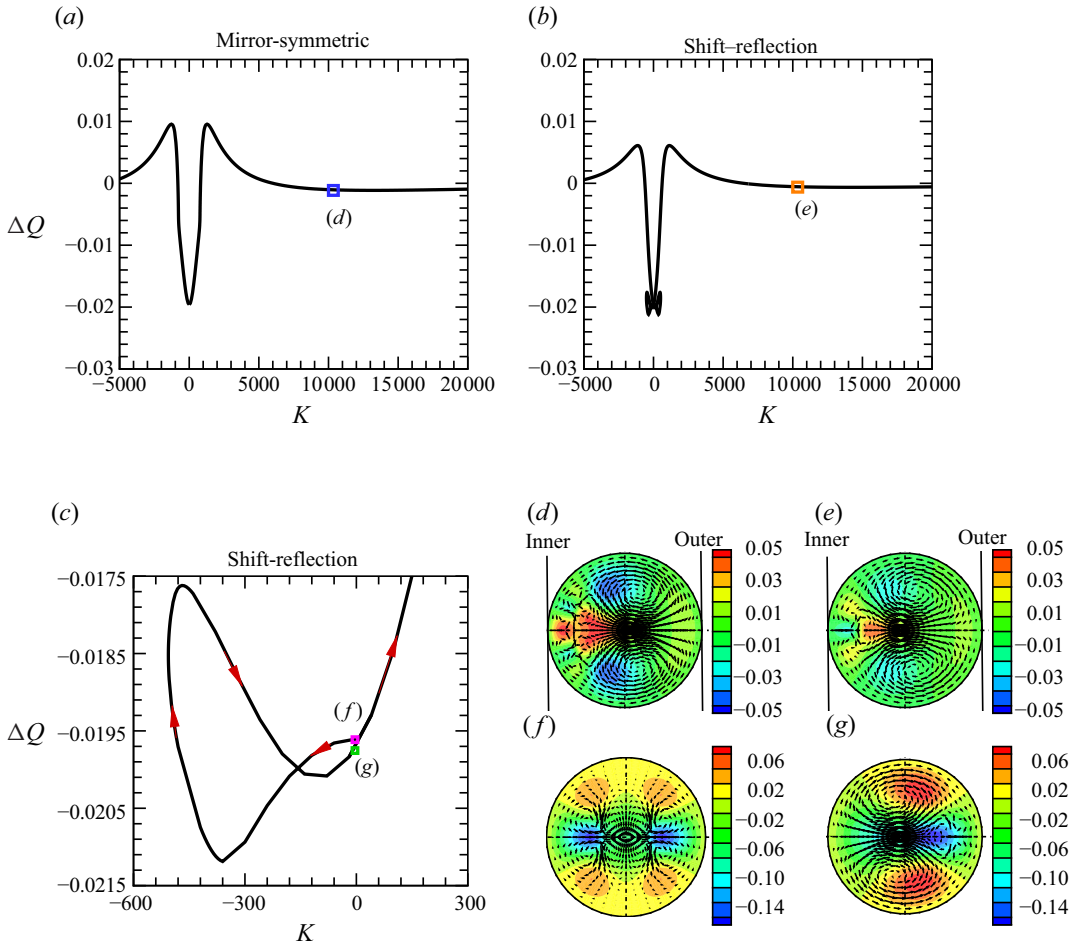 (a)
Mirror-symmetric
0.02
0.01
0
−0.01
−0.02
−0.03
ΔQ
−5000 0 5000 10000 15000 20000
K
(d)
(b)
Shift–reflection
0.02
0.01
0
−0.01
−0.02
−0.03
−5000 0 5000 10000 15000 20000
K
(e)
(c)
Shift-reflection
−0.0175
−0.0185
−0.0195
−0.0205
−0.0215
ΔQ
−600 −300 0 300
K
(f)
(g)
(d)
Inner
Outer
0.05
0.03
0.01
−0.01
−0.03
−0.05
(e)
Inner
Outer
0.05
0.03
0.01
−0.01
−0.03
−0.05
(f)
0.06
0.02
−0.02
−0.06
−0.10
−0.14
(g)
0.06
0.02
−0.02
−0.06
−0.10
−0.14